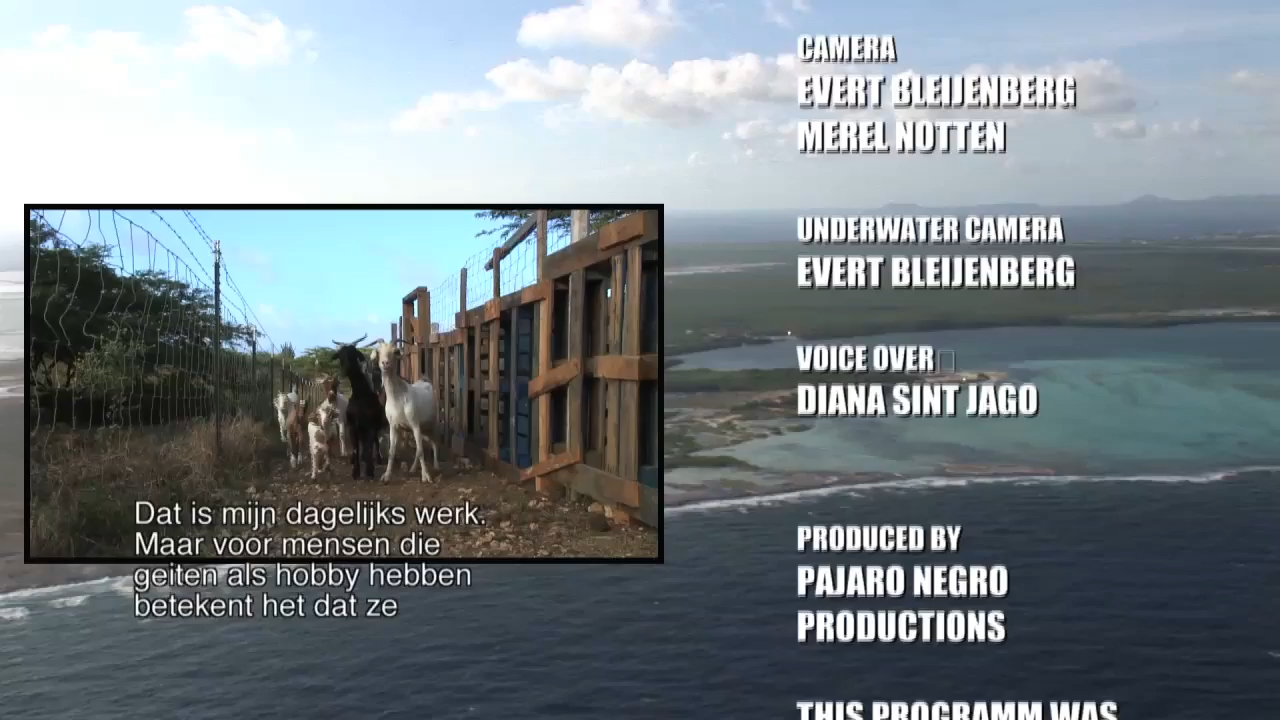 CAMERA
EVERT BLEIJENBERG
MEREL NOTTEN
UNDERWATER CAMERA
EVERT BLEIJENBERG
VOICE OVER
DIANA SINT JAGO
PRODUCED BY
PAJARO NEGRO
PRODUCTIONS
THIS PROGRAMM WAS
Dat is mijn dagelijks werk.
Maar voor mensen die
geiten als hobby hebben
betekent het dat ze